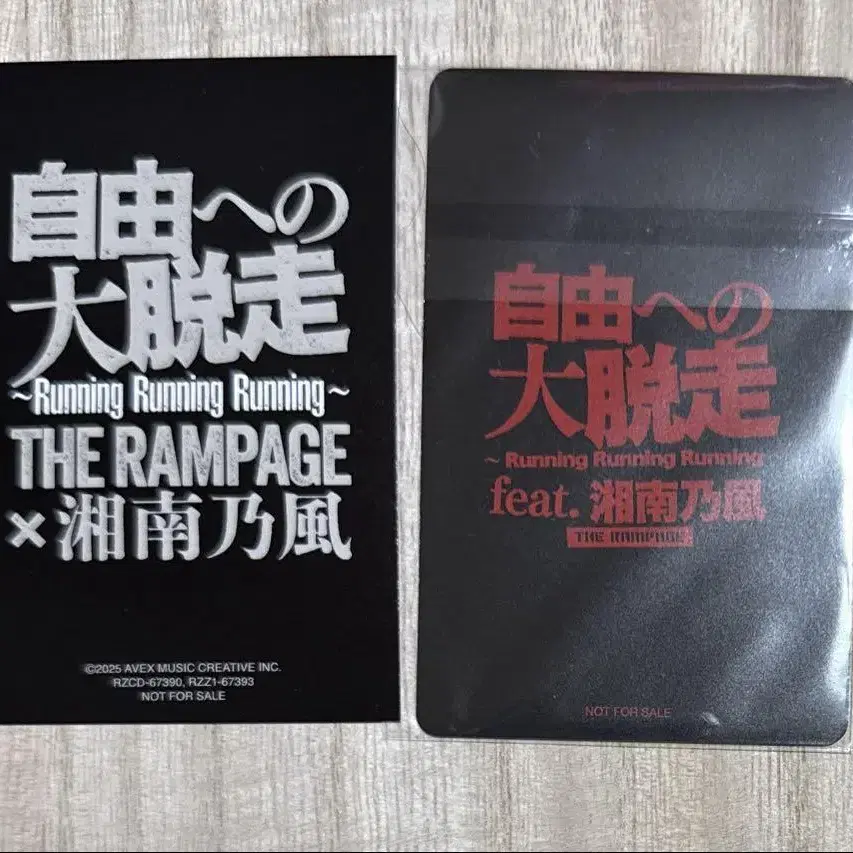 自由への
大脱走
~Running Running Running~
THE RAMPAGE
×湘南乃風
©2025 AVEX MUSIC CREATIVE INC.
RZCD-67390, RZZ1-67393
NOT FOR SALE
自由への
大脱走
~Running Running Running
feat. 湘南乃風
THE RAMPAGE
NOT FOR SALE